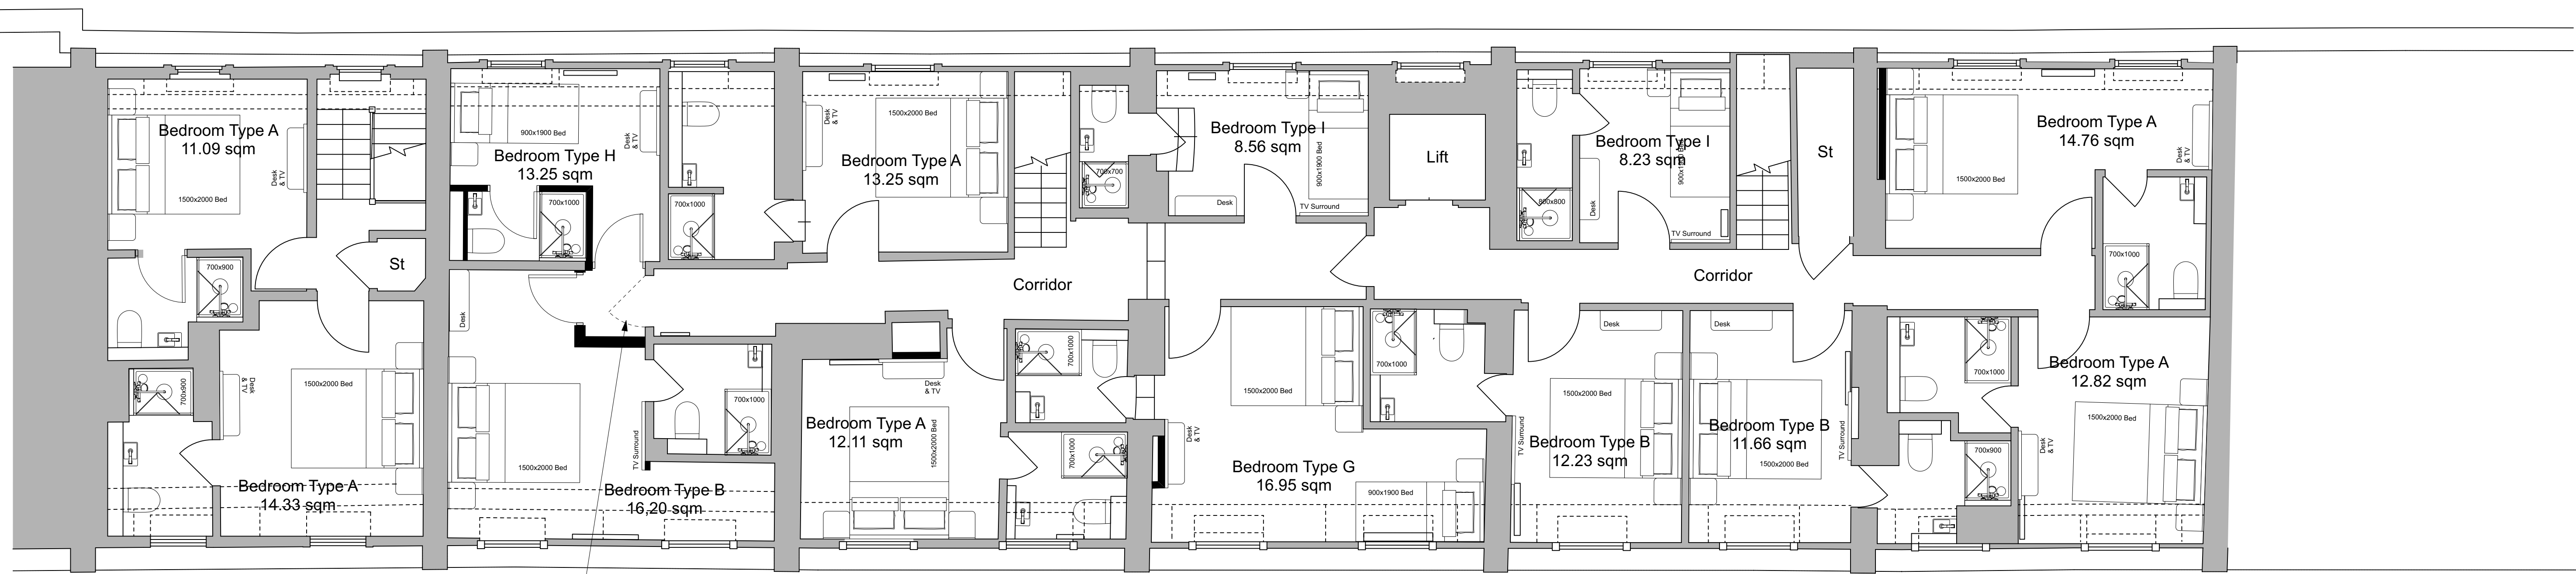 Bedroom Type A
11.09 sqm
1500x2000 Bed
Desk
& TV
700x900
St
700x900
1500x2000 Bed
Desk
& TV
Bedroom Type A
14.33 sqm
900x1900 Bed
Desk
& TV
Bedroom Type H
13.25 sqm
700x1000
700x1000
Desk
1500x2000 Bed
TV Surround
700x1000
Bedroom Type B
16,20 sqm
Desk
& TV
1500x2000 Bed
Bedroom Type A
13.25 sqm
Corridor
Desk
& TV
1500x2000 Bed
Bedroom Type A
12.11 sqm
700x1000
700x1000
700x700
Bedroom Type I
8.56 sqm
900x1900 Bed
Desk
TV Surround
Lift
1500x2000 Bed
Desk
& TV
Bedroom Type G
16.95 sqm
900x1900 Bed
700x1000
800x800
Bedroom Type I
8.23 sqm
900x1900 Bed
Desk
TV Surround
Corridor
St
Desk
1500x2000 Bed
TV Surround
Bedroom Type B
12.23 sqm
Desk
Bedroom Type B
11.66 sqm
1500x2000 Bed
TV Surround
Bedroom Type A
14.76 sqm
1500x2000 Bed
Desk
& TV
700x1000
700x1000
Bedroom Type A
12.82 sqm
1500x2000 Bed
Desk
& TV
700x900